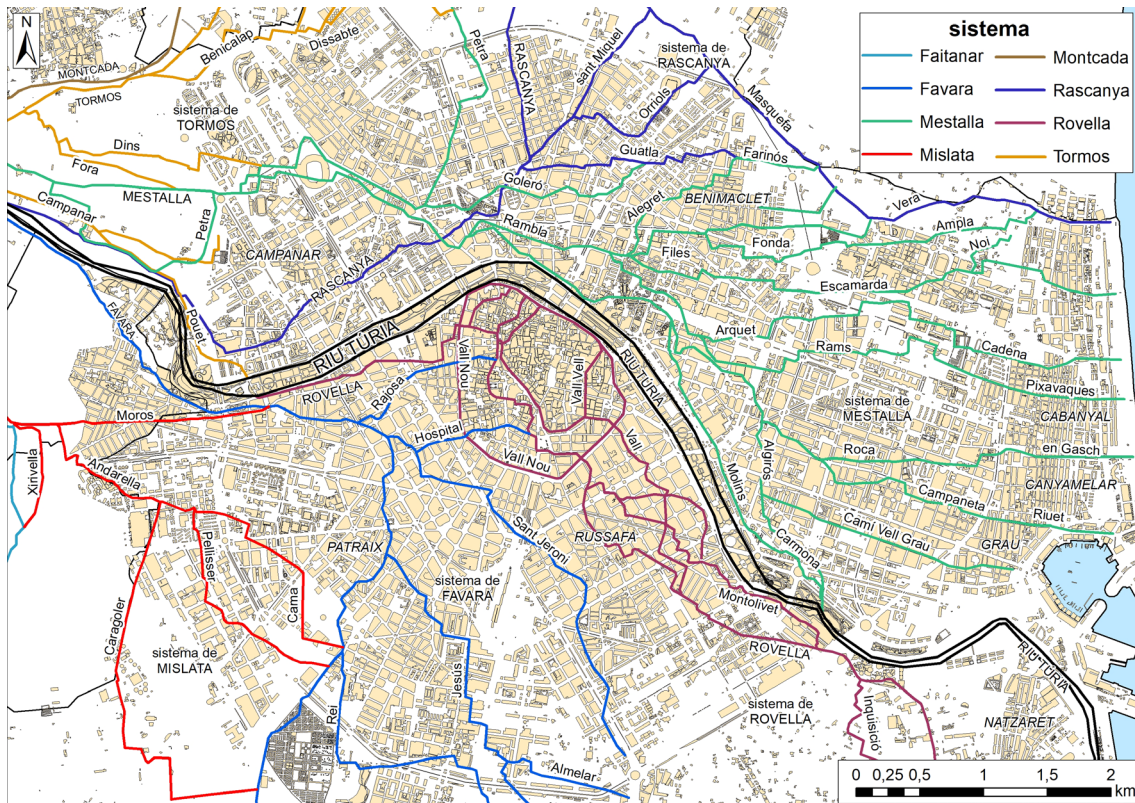 N
sistema
Faitanar
Favara
Mestalla
Mislata
Montcada
Rascanya
Rovella
Tormos
MONTCADA
Benicalap
Dissabte
TORMOS
sistema de
TORMOS
Dins
Fora
Campanar
MESTALLA
Petra
Petra
RASCANYA
sant Miquel
sistema de
RASCANYA
Orriols
Masqueta
Guatla
Farinós
Goleró
Alegret
BENIMACLET
Vera
Ampla
Rambla
Files
Fonda
Noi
Escamarda
CAMPANAR
RASCANYA
Pouet
FAVARA
RIU TÚRIA
ROVELLA
Rajosa
Vall Nou
Vall Vell
RIU TÚRIA
Arquet
Rams
Cadena
Pixavaques
sistema de
MESTALLA
CABANYAL
Moros
Hospital
Vall Nou
Vall
Algirós
Roca
en Gasch
Xirivella
Andarella
Molins
Campaneta
CANYAMELAR
Riuet
Camí Vell Grau
GRAU
Sant Jeroni
RUSSAFA
Carmona
PATRAIX
Pellisser
Cama
sistema de
FAVARA
Montolivet
Caragoler
sistema de
MISLATA
ROVELLA
RIU TÚRIA
Jesús
Rei
sistema de
ROVELLA
Inquisició
NATZARET
Almelar
0 0,25 0,5 1 1,5 2
km